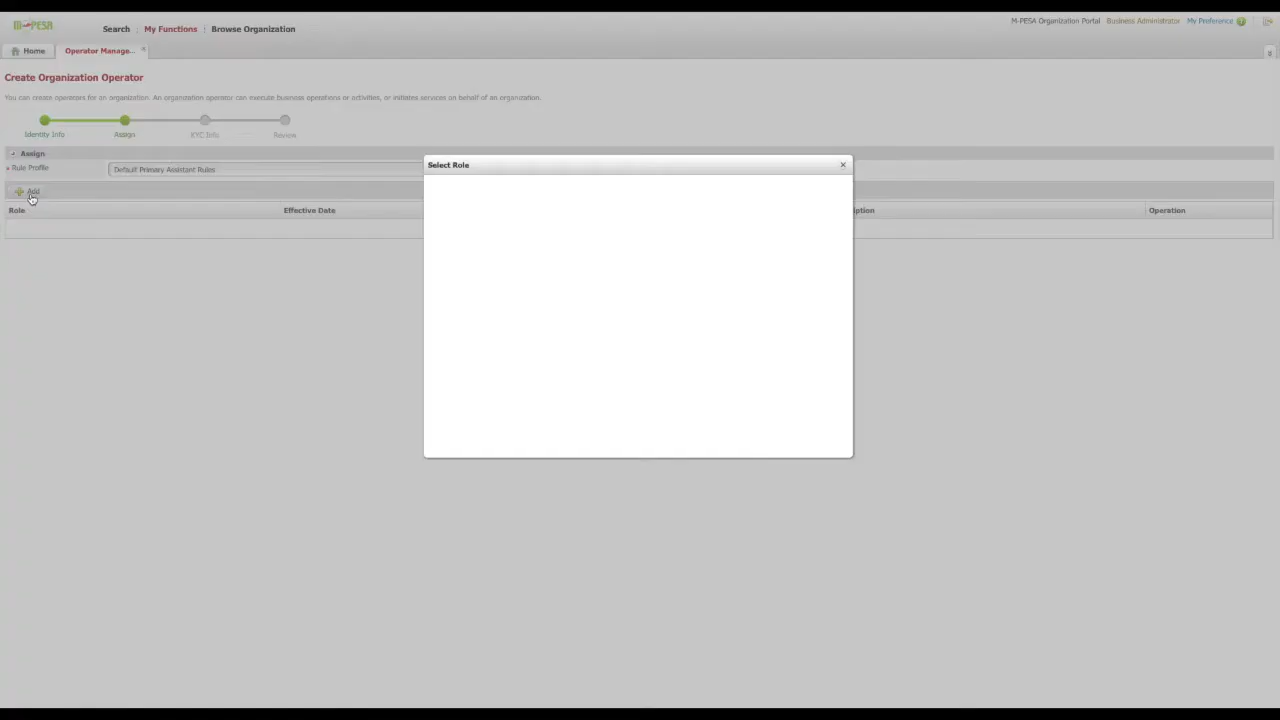 M-PESA
Search My Functions Browse Organization
M-PESA Organization Portal Business Administrator My Preference
Home Operator Manage...
Create Organization Operator
You can create operators for an organization. An organization operator can execute business operations or activities, or initiates services on behalf of an organization.
Identity Info Assign KYC Info Review
Assign
Rule Profile Default Primary Assistant Rules
Add
Role Effective Date ption Operation
Select Role